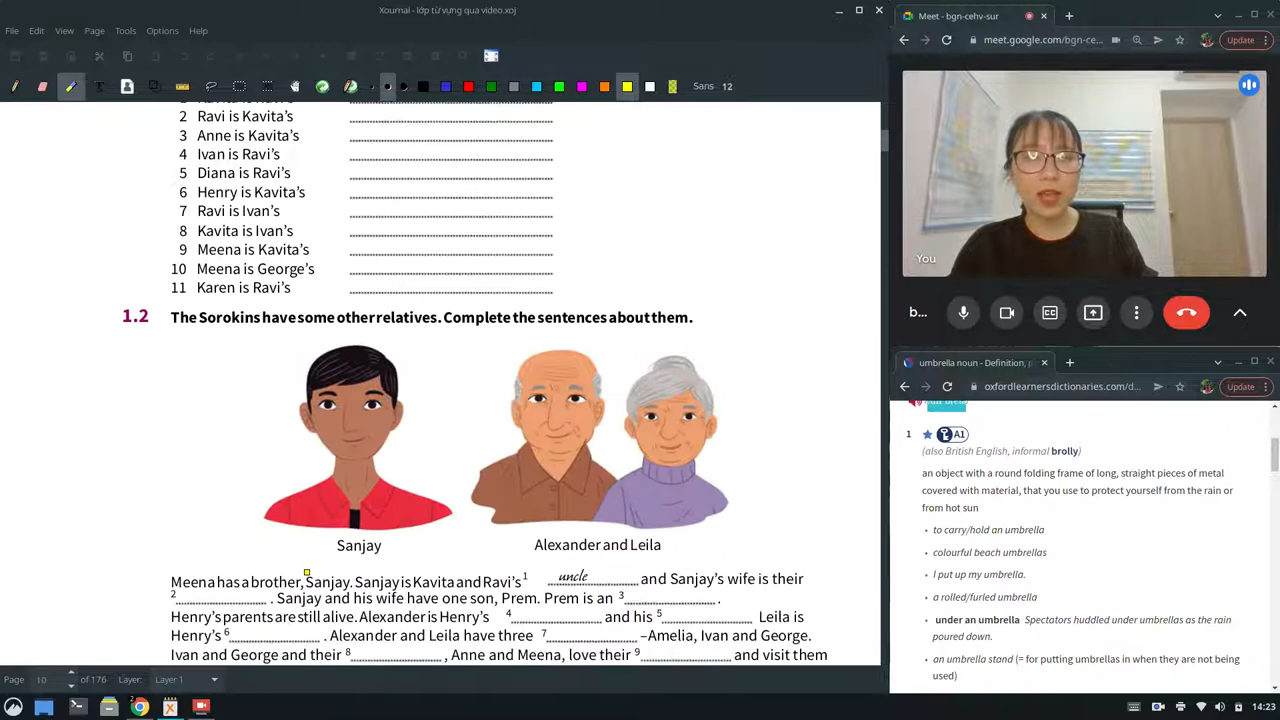 Xournal - lớp từ vựng qua video.xoj
Meet - bgn-cehv-sur
File Edit View Page Tools Options Help
meet.google.com/bgn-ce...
Update
Sans 12
2 Ravi is Kavita's
3 Anne is Kavita's
4 Ivan is Ravi's
5 Diana is Ravi's
6 Henry is Kavita's
7 Ravi is Ivan's
8 Kavita is Ivan's
9 Meena is Kavita's
10 Meena is George's
11 Karen is Ravi's
You
b...
1.2 The Sorokins have some other relatives. Complete the sentences about them.
Sanjay
Alexander and Leila
Meena has a brother, Sanjay. Sanjay is Kavita and Ravi's 1 uncle and Sanjay's wife is their
2 . Sanjay and his wife have one son, Prem. Prem is an 3 .
Henry's parents are still alive. Alexander is Henry's 4 and his 5 Leila is
Henry's 6 . Alexander and Leila have three 7 –Amelia, Ivan and George.
Ivan and George and their 8 , Anne and Meena, love their 9 and visit them
umbrella noun - Definition, p
oxfordlearnersdictionaries.com/d...
Update
1 A1
(also British English, informal brolly)
an object with a round folding frame of long, straight pieces of metal
covered with material, that you use to protect yourself from the rain or
from hot sun
• to carry/hold an umbrella
• colourful beach umbrellas
• I put up my umbrella.
• a rolled/furled umbrella
• under an umbrella Spectators huddled under umbrellas as the rain
poured down.
• an umbrella stand (= for putting umbrellas in when they are not being
used)
Page 10 of 176 Layer: Layer 1
2
14:23